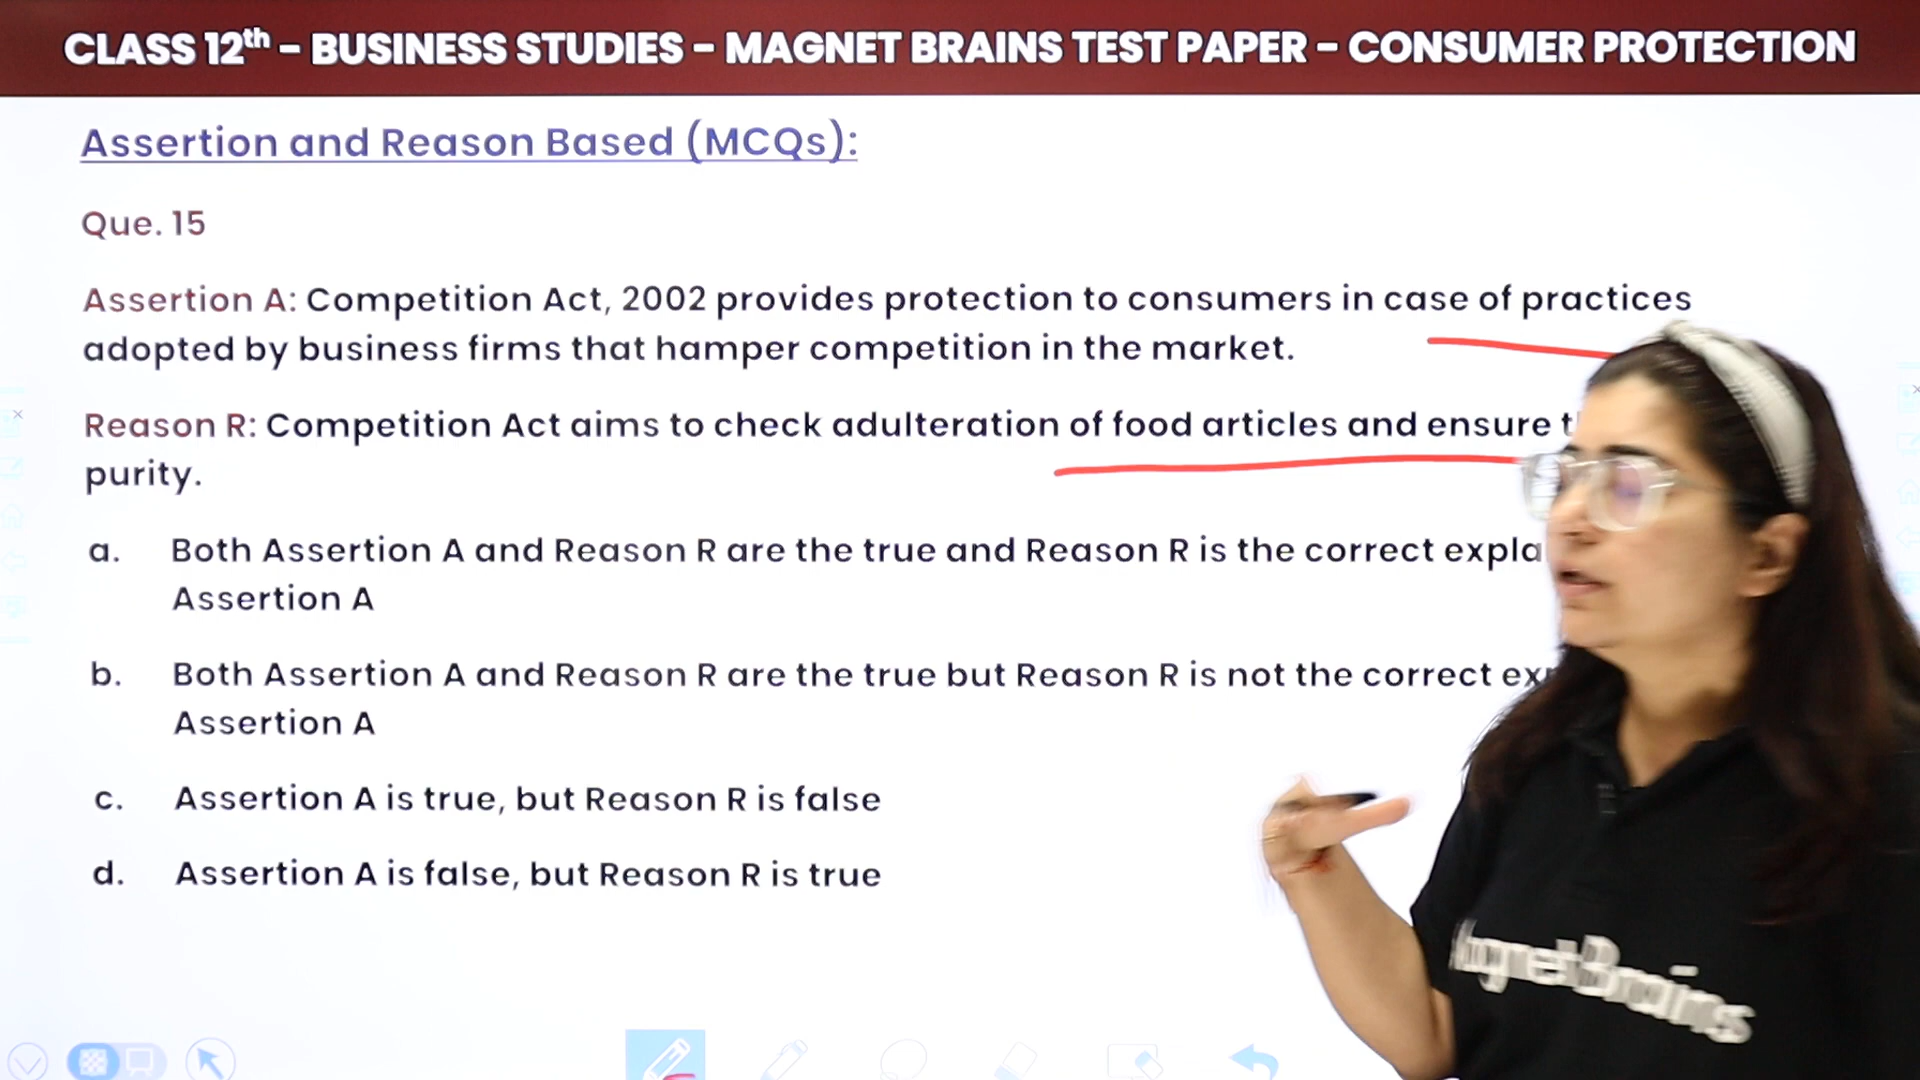 CLASS 12th – BUSINESS STUDIES – MAGNET BRAINS TEST PAPER – CONSUMER PROTECTION
Assertion and Reason Based (MCQs):
Que. 15
Assertion A: Competition Act, 2002 provides protection to consumers in case of practices
adopted by business firms that hamper competition in the market.
Reason R: Competition Act aims to check adulteration of food articles and ensure
purity.
a. Both Assertion A and Reason R are the true and Reason R is the correct
Assertion A
b. Both Assertion A and Reason R are the true but Reason R is not the correct
Assertion A
c. Assertion A is true, but Reason R is false
d. Assertion A is false, but Reason R is true
Brains